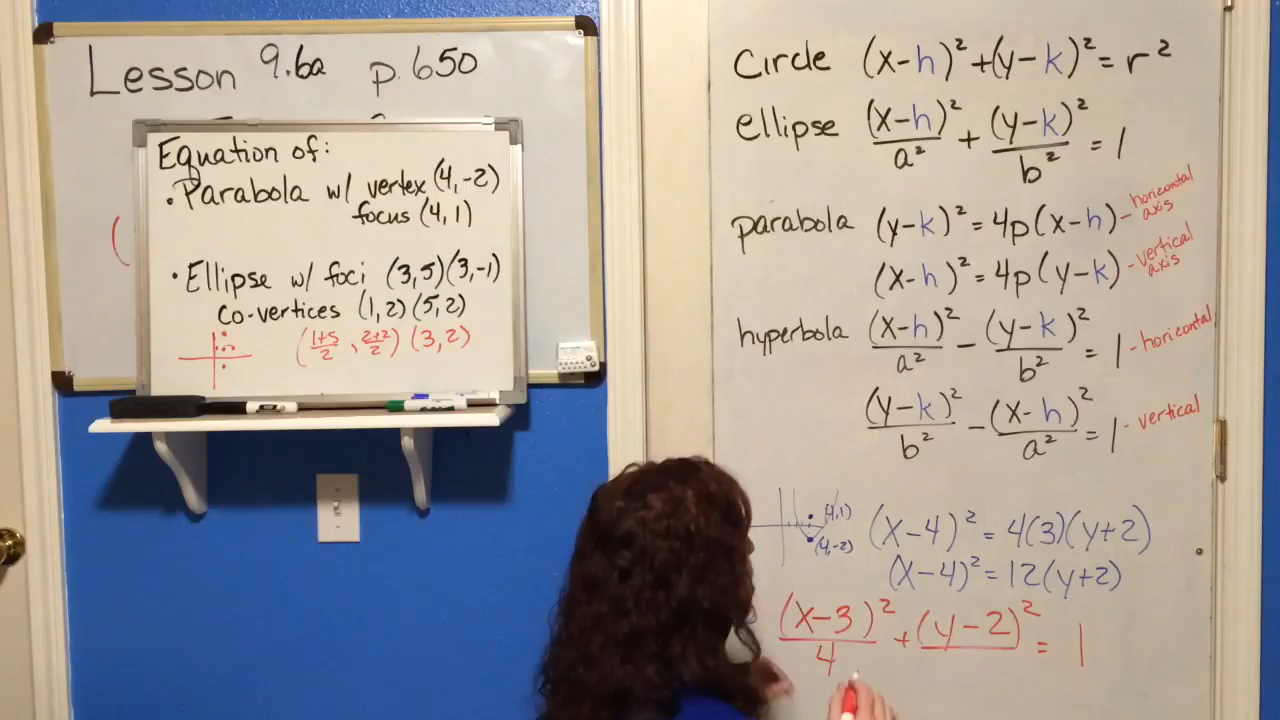 Lesson 9.6a p.650
Equation of:
• Parabola w/ vertex (4,-2)
focus (4,1)
• Ellipse w/ foci (3,5)(3,-1)
co-vertices (1,2)(5,2)
(1+5/2, 2+2/2) (3,2)
(
Circle (x-h)²+(y-k)²=r²
ellipse (x-h)²/a² + (y-k)²/b² = 1
parabola (y-k)²=4p(x-h) - horizontal axis
(x-h)²=4p(y-k) - vertical axis
hyperbola (x-h)²/a² - (y-k)²/b² = 1 - horizontal
(y-k)²/b² - (x-h)²/a² = 1 - vertical
(4,1)
(4,-2)
(x-4)²=4(3)(y+2)
(x-4)²=12(y+2)
(x-3)²/4 + (y-2)² = 1